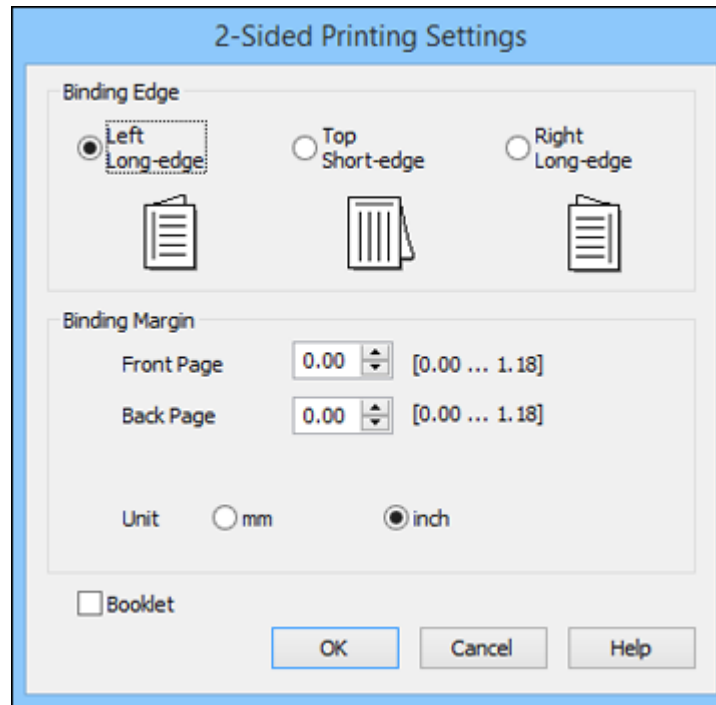 2-Sided Printing Settings
Binding Edge
Left
Long-edge
Top
Short-edge
Right
Long-edge
Binding Margin
Front Page 0.00 [0.00 ... 1.18]
Back Page 0.00 [0.00 ... 1.18]
Unit mm inch
Booklet
OK Cancel Help